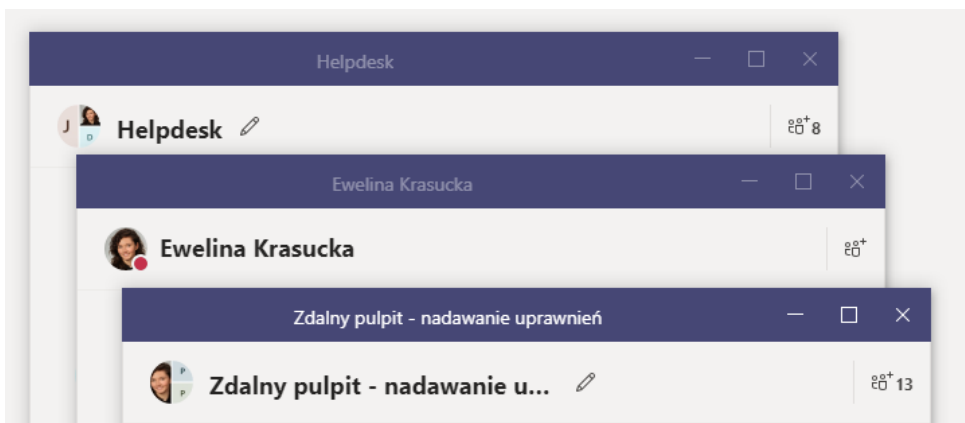 Helpdesk
J D Helpdesk 8
Ewelina Krasucka
Ewelina Krasucka
Zdalny pulpit - nadawanie uprawnień
P P Zdalny pulpit - nadawanie u... 13